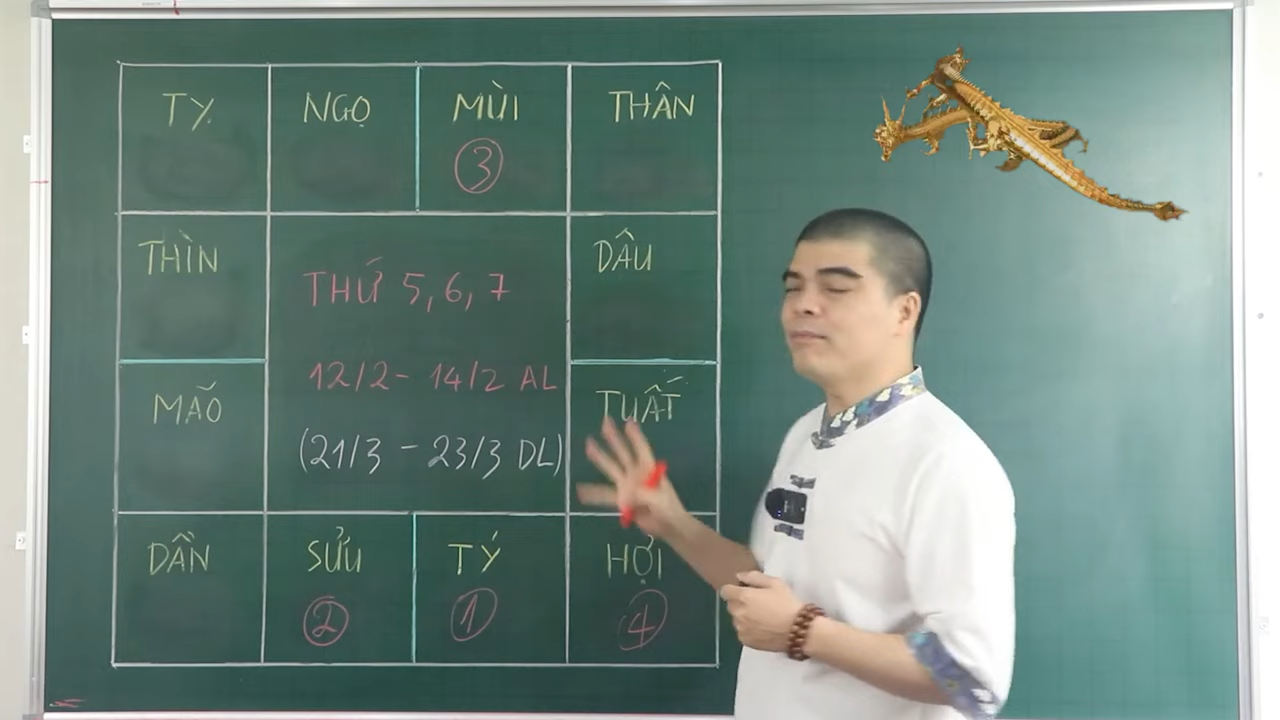 TỴ
NGỌ
MÙI
③
THÂN
THÌN
DẬU
THỨ 5, 6, 7
12/2 - 14/2 AL
(21/3 - 23/3 DL)
MÃO
TUẤT
DẦN
SỬU
②
TÝ
①
HỢI
④